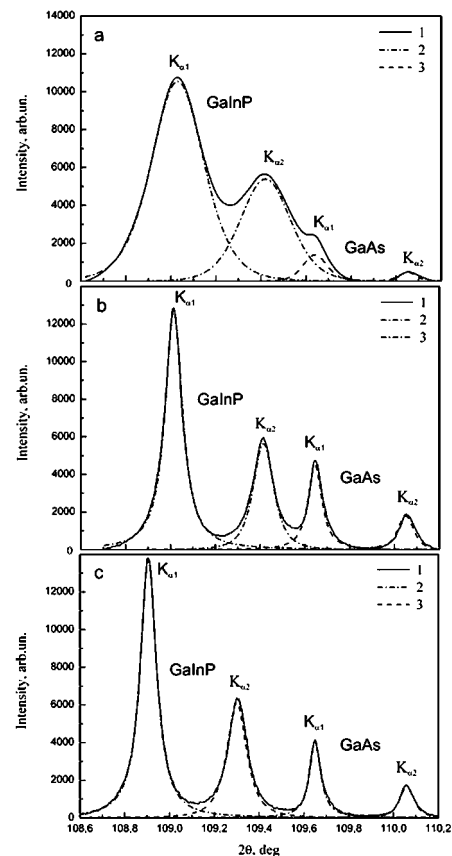 a
14000
12000
10000
8000
6000
4000
2000
0
Intensity, arb.un.
Kα1
GaInP
Kα2
Kα1
GaAs
Kα2
1
2
3
b
12000
10000
8000
6000
4000
2000
0
Intensity, arb.un.
Kα1
GaInP
Kα2
Kα1
GaAs
Kα2
1
2
3
c
12000
10000
8000
6000
4000
2000
0
Intensity, arb.un.
Kα1
GaInP
Kα2
Kα1
GaAs
Kα2
1
2
3
108,6 108,8 109,0 109,2 109,4 109,6 109,8 110,0 110,2
2θ, deg